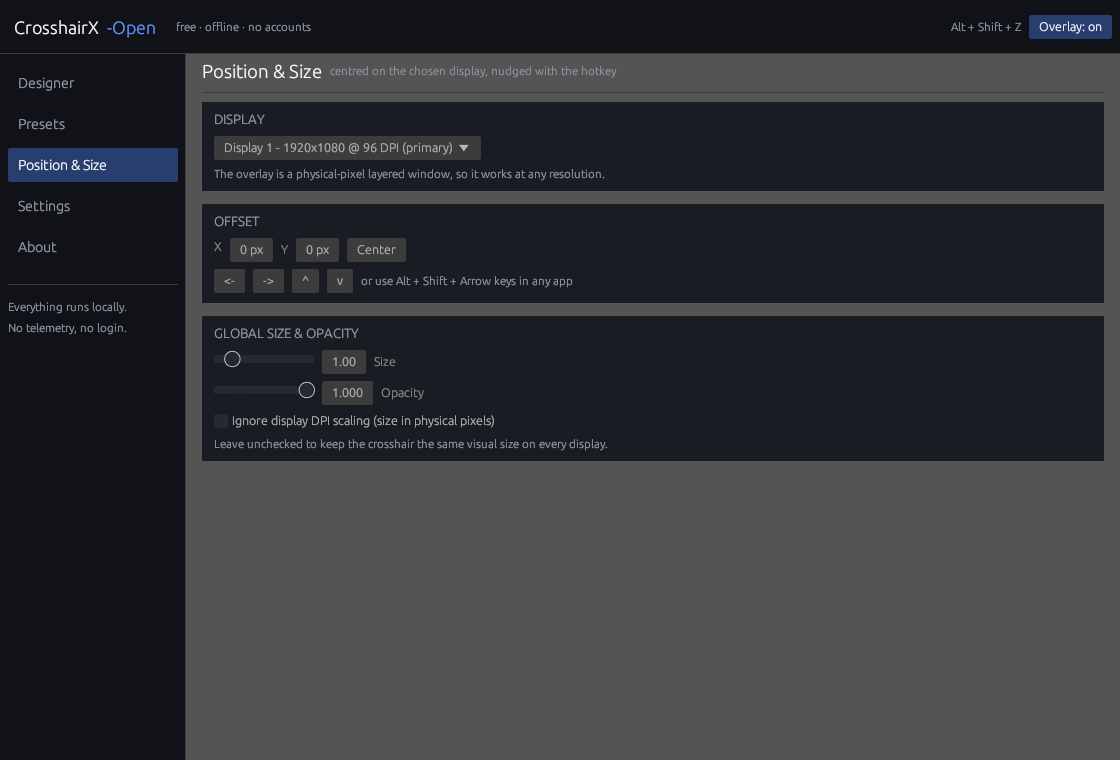 CrosshairX -Open free · offline · no accounts Alt + Shift + Z Overlay: on
Designer
Presets
Position & Size
Settings
About
Everything runs locally.
No telemetry, no login.
Position & Size centred on the chosen display, nudged with the hotkey
DISPLAY
Display 1 - 1920x1080 @ 96 DPI (primary)
The overlay is a physical-pixel layered window, so it works at any resolution.
OFFSET
X 0 px Y 0 px Center
<- -> ^ v or use Alt + Shift + Arrow keys in any app
GLOBAL SIZE & OPACITY
1.00 Size
1.000 Opacity
Ignore display DPI scaling (size in physical pixels)
Leave unchecked to keep the crosshair the same visual size on every display.